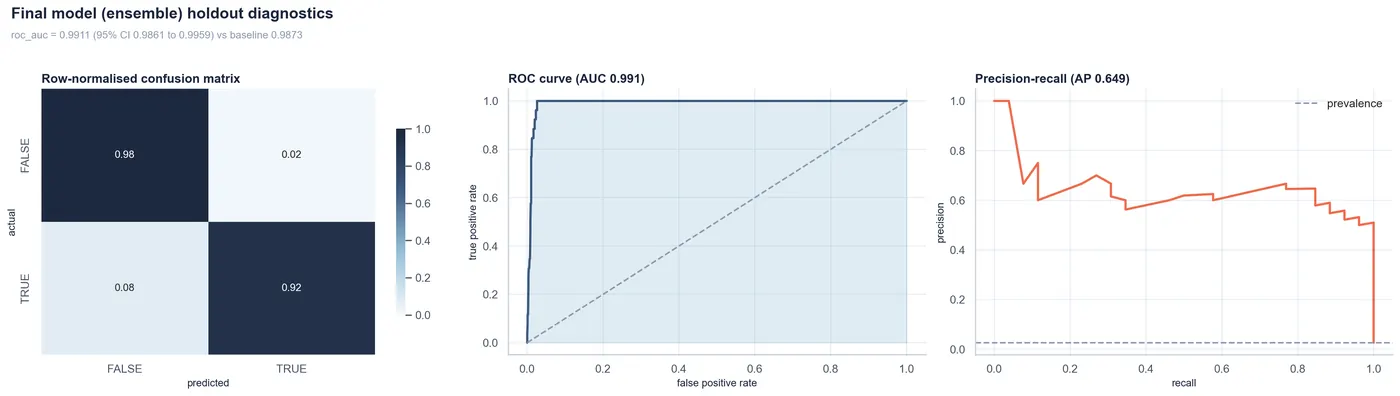 Final model (ensemble) holdout diagnostics
roc_auc = 0.9911 (95% CI 0.9861 to 0.9959) vs baseline 0.9873
Row-normalised confusion matrix
FALSE
TRUE
actual
0.98
0.02
0.08
0.92
FALSE
TRUE
predicted
1.0
0.8
0.6
0.4
0.2
0.0
ROC curve (AUC 0.991)
true positive rate
1.0
0.8
0.6
0.4
0.2
0.0
0.0
0.2
0.4
0.6
0.8
1.0
false positive rate
Precision-recall (AP 0.649)
prevalence
precision
1.0
0.8
0.6
0.4
0.2
0.0
0.0
0.2
0.4
0.6
0.8
1.0
recall